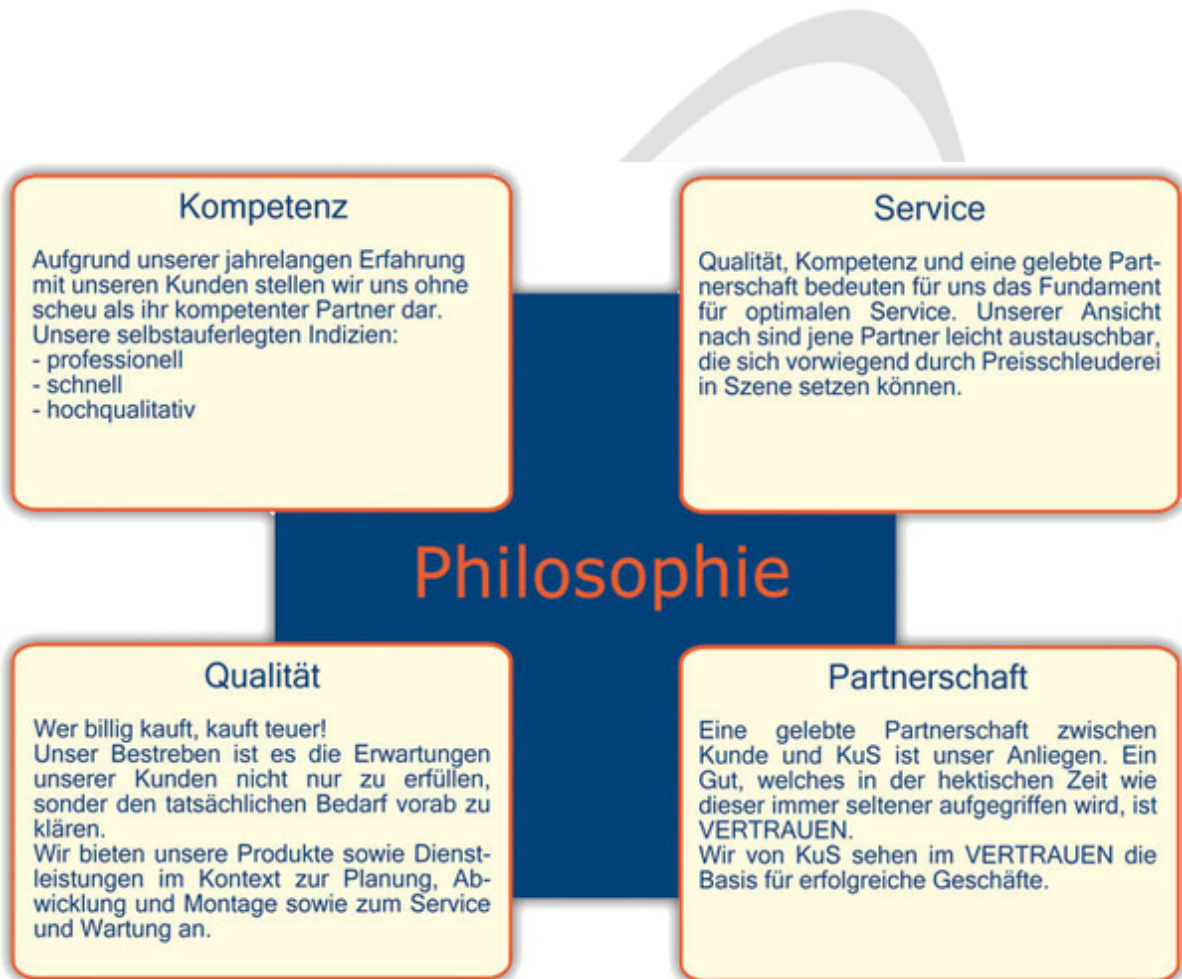 Kompetenz
Aufgrund unserer jahrelangen Erfahrung
mit unseren Kunden stellen wir uns ohne
scheu als ihr kompetenter Partner dar.
Unsere selbstauferlegten Indizien:
- professionell
- schnell
- hochqualitativ
Service
Qualität, Kompetenz und eine gelebte Part-
nerschaft bedeuten für uns das Fundament
für optimalen Service. Unserer Ansicht
nach sind jene Partner leicht austauschbar,
die sich vorwiegend durch Preisschleuderei
in Szene setzen können.
Philosophie
Qualität
Wer billig kauft, kauft teuer!
Unser Bestreben ist es die Erwartungen
unserer Kunden nicht nur zu erfüllen,
sonder den tatsächlichen Bedarf vorab zu
klären.
Wir bieten unsere Produkte sowie Dienst-
leistungen im Kontext zur Planung, Ab-
wicklung und Montage sowie zum Service
und Wartung an.
Partnerschaft
Eine gelebte Partnerschaft zwischen
Kunde und KuS ist unser Anliegen. Ein
Gut, welches in der hektischen Zeit wie
dieser immer seltener aufgegriffen wird, ist
VERTRAUEN.
Wir von KuS sehen im VERTRAUEN die
Basis für erfolgreiche Geschäfte.